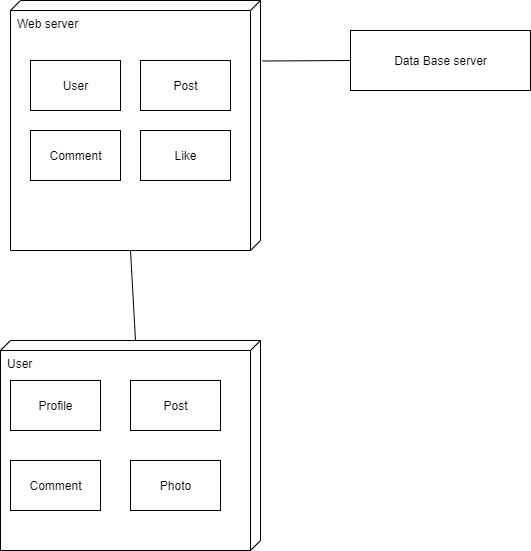 Web server
User
Post
Data Base server
Comment
Like
User
Profile
Post
Comment
Photo